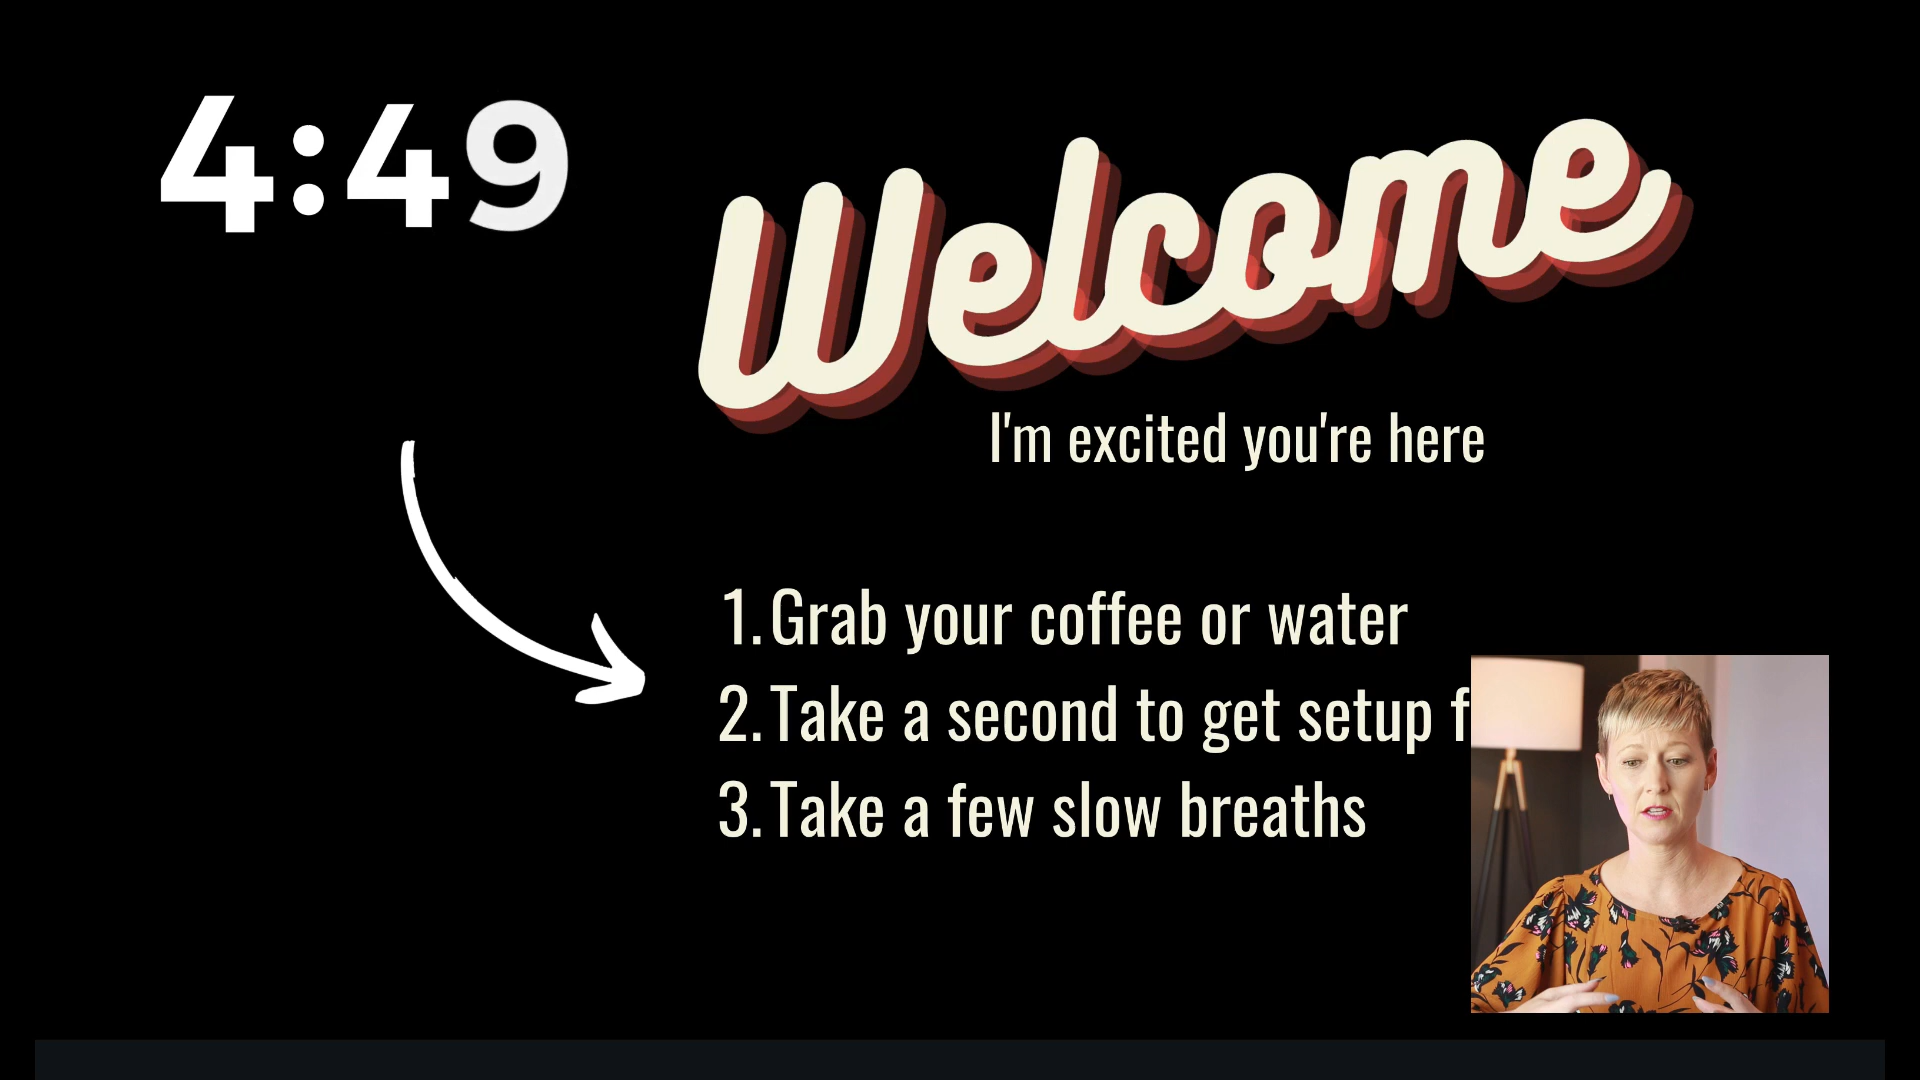 4:49
Welcome
I'm excited you're here
1. Grab your coffee or water
2. Take a second to get setup f
3. Take a few slow breaths